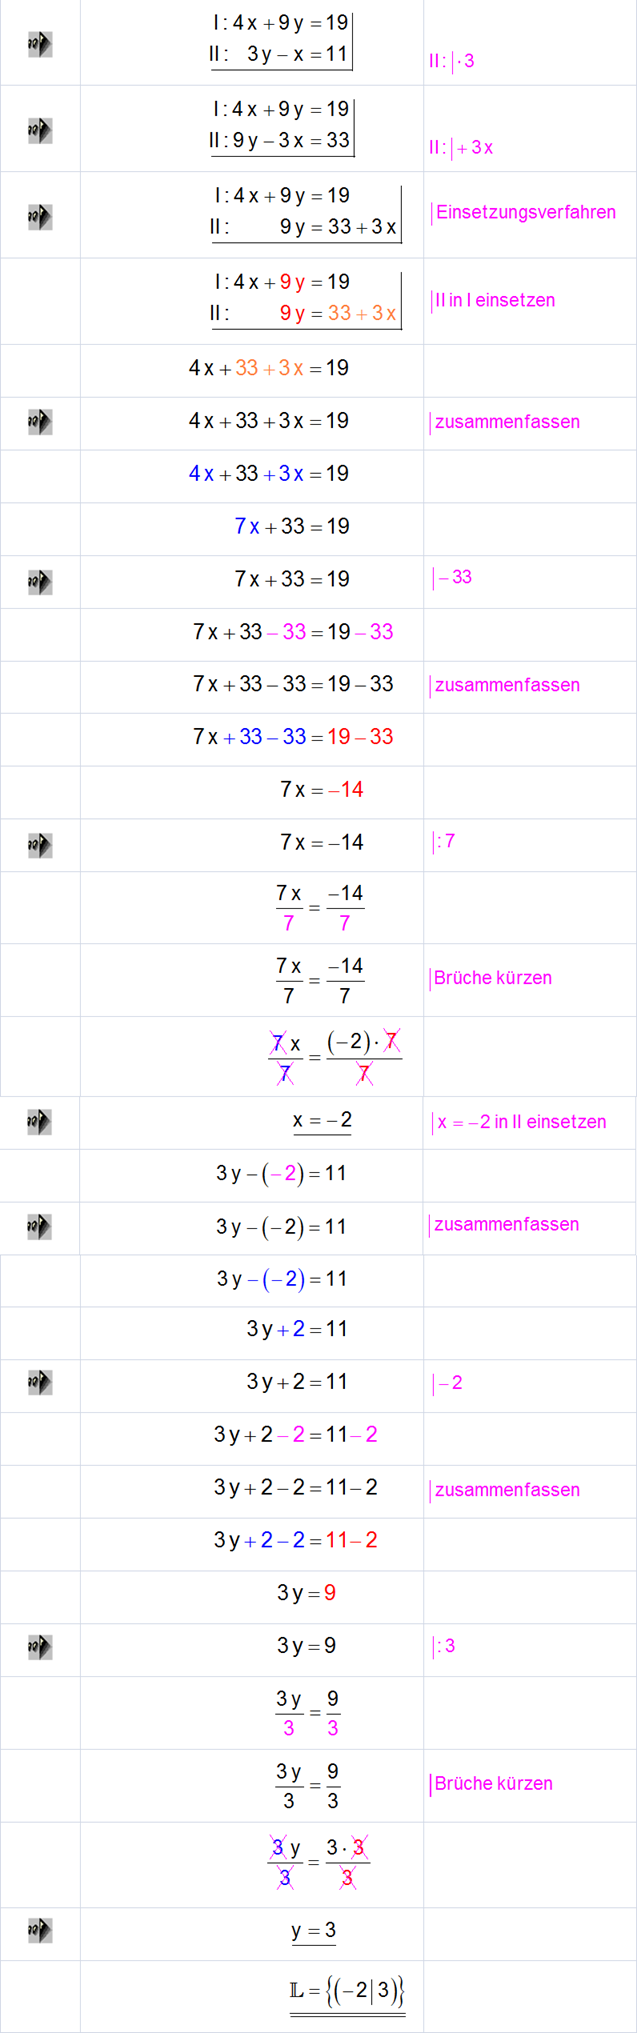 I: 4x + 9y = 19
II: 3y − x = 11 II: | · 3
I: 4x + 9y = 19
II: 9y − 3x = 33 II: | + 3x
I: 4x + 9y = 19
II: 9y = 33 + 3x | Einsetzungsverfahren
I: 4x + 9y = 19
II: 9y = 33 + 3x | II in I einsetzen
4x + 33 + 3x = 19
4x + 33 + 3x = 19 | zusammenfassen
4x + 33 + 3x = 19
7x + 33 = 19
7x + 33 = 19 | − 33
7x + 33 − 33 = 19 − 33
7x + 33 − 33 = 19 − 33 | zusammenfassen
7x + 33 − 33 = 19 − 33
7x = −14
7x = −14 | : 7
7x/7 = −14/7
7x/7 = −14/7 | Brüche kürzen
7x/7 = (−2) · 7/7
x = −2 | x = −2 in II einsetzen
3y − (−2) = 11
3y − (−2) = 11 | zusammenfassen
3y − (−2) = 11
3y + 2 = 11
3y + 2 = 11 | − 2
3y + 2 − 2 = 11 − 2
3y + 2 − 2 = 11 − 2 | zusammenfassen
3y + 2 − 2 = 11 − 2
3y = 9
3y = 9 | : 3
3y/3 = 9/3
3y/3 = 9/3 | Brüche kürzen
3y/3 = 3 · 3/3
y = 3
𝕃 = {(−2|3)}